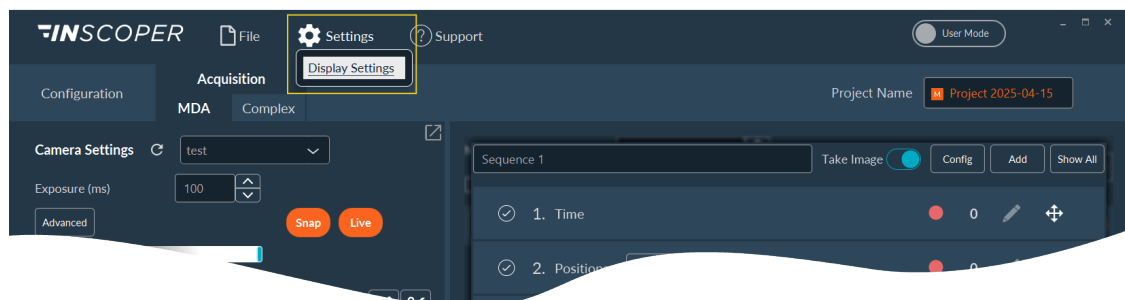 INSCOPER
File
Settings
? Support
User Mode
Display Settings
Configuration
Acquisition
MDA
Complex
Project Name
M Project 2025-04-15
Camera Settings
test
Exposure (ms)
100
Advanced
Snap
Live
Sequence 1
Take Image
Config
Add
Show All
1. Time
0
2. Position